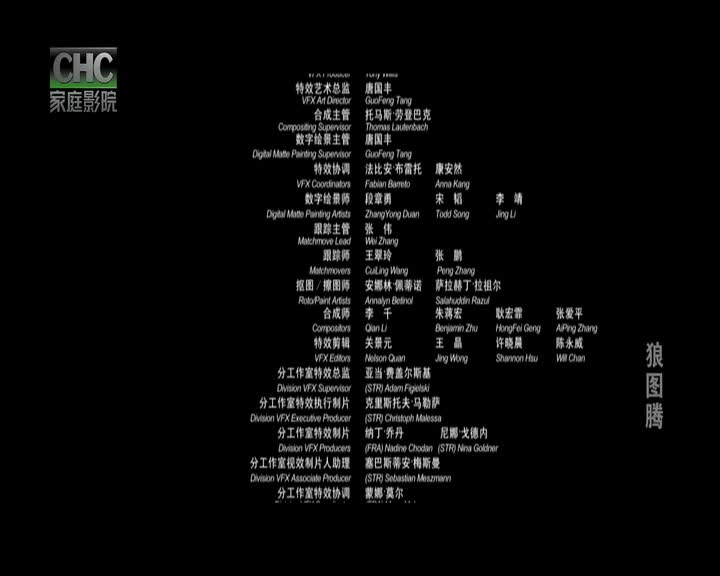 CHC
家庭影院
VFX Producer Tony Willis
特效艺术总监 唐国丰
VFX Art Director GuoFeng Tang
合成主管 托马斯·劳登巴克
Compositing Supervisor Thomas Lautenbach
数字绘景主管 唐国丰
Digital Matte Painting Supervisor GuoFeng Tang
特效协调 法比安·布雷托 康安然
VFX Coordinators Fabian Barreto Anna Kang
数字绘景师 段章勇 宋 韬 李 靖
Digital Matte Painting Artists ZhangYong Duan Todd Song Jing Li
跟踪主管 张 伟
Matchmove Lead Wei Zhang
跟踪师 王翠玲 张 鹏
Matchmovers CuiLing Wang Peng Zhang
抠图/擦图师 安娜林·佩蒂诺 萨拉赫丁·拉祖尔
Roto/Paint Artists Annalyn Betinol Salahuddin Razul
合成师 李 千 朱蒋宏 耿宏霏 张爱平
Compositors Qian Li Benjamin Zhu HongFei Geng AiPing Zhang
特效剪辑 关景元 王 晶 许晓晨 陈永威
VFX Editors Nelson Quan Jing Wong Shannon Hsu Will Chan
分工作室特效总监 亚当·费盖尔斯基
Division VFX Supervisor (STR) Adam Figielski
分工作室特效执行制片 克里斯托夫·马勒萨
Division VFX Executive Producer (STR) Christoph Malessa
分工作室特效制片 纳丁·乔丹 尼娜·戈德内
Division VFX Producers (FRA) Nadine Chodan (STR) Nina Goldner
分工作室视效制片人助理 塞巴斯蒂安·梅斯曼
Division VFX Associate Producer (STR) Sebastian Meszmann
分工作室特效协调 蒙娜·莫尔
狼图腾